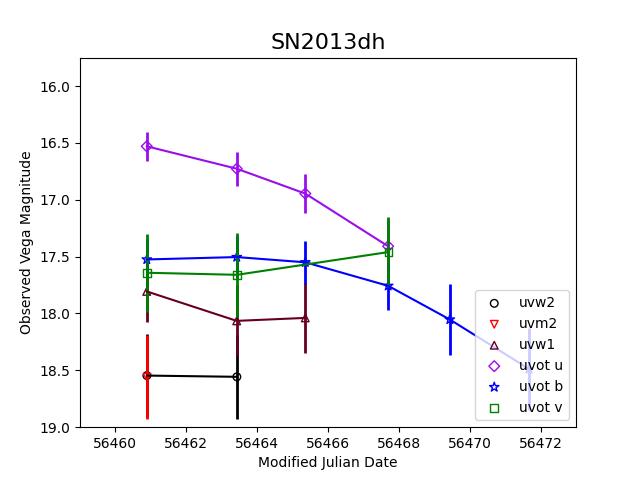 SN2013dh
Observed Vega Magnitude
16.0
16.5
17.0
17.5
18.0
18.5
19.0
uvw2
uvm2
uvw1
uvot u
uvot b
uvot v
56460 56462 56464 56466 56468 56470 56472
Modified Julian Date